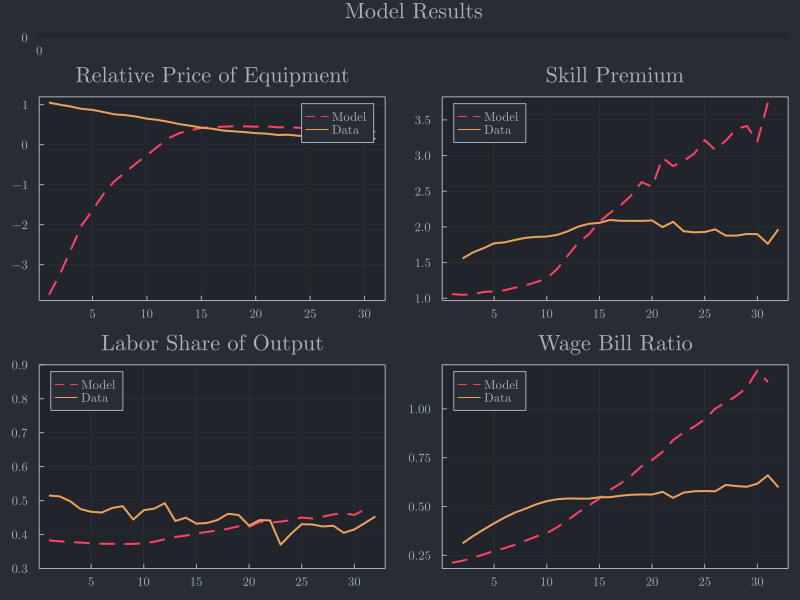 Model Results
0
0
Relative Price of Equipment
Skill Premium
1
0
−1
−2
−3
5 10 15 20 25 30
Model
Data
3.5
3.0
2.5
2.0
1.5
1.0
5 10 15 20 25 30
Model
Data
Labor Share of Output
Wage Bill Ratio
0.9
0.8
0.7
0.6
0.5
0.4
0.3
5 10 15 20 25 30
Model
Data
1.00
0.75
0.50
0.25
5 10 15 20 25 30
Model
Data